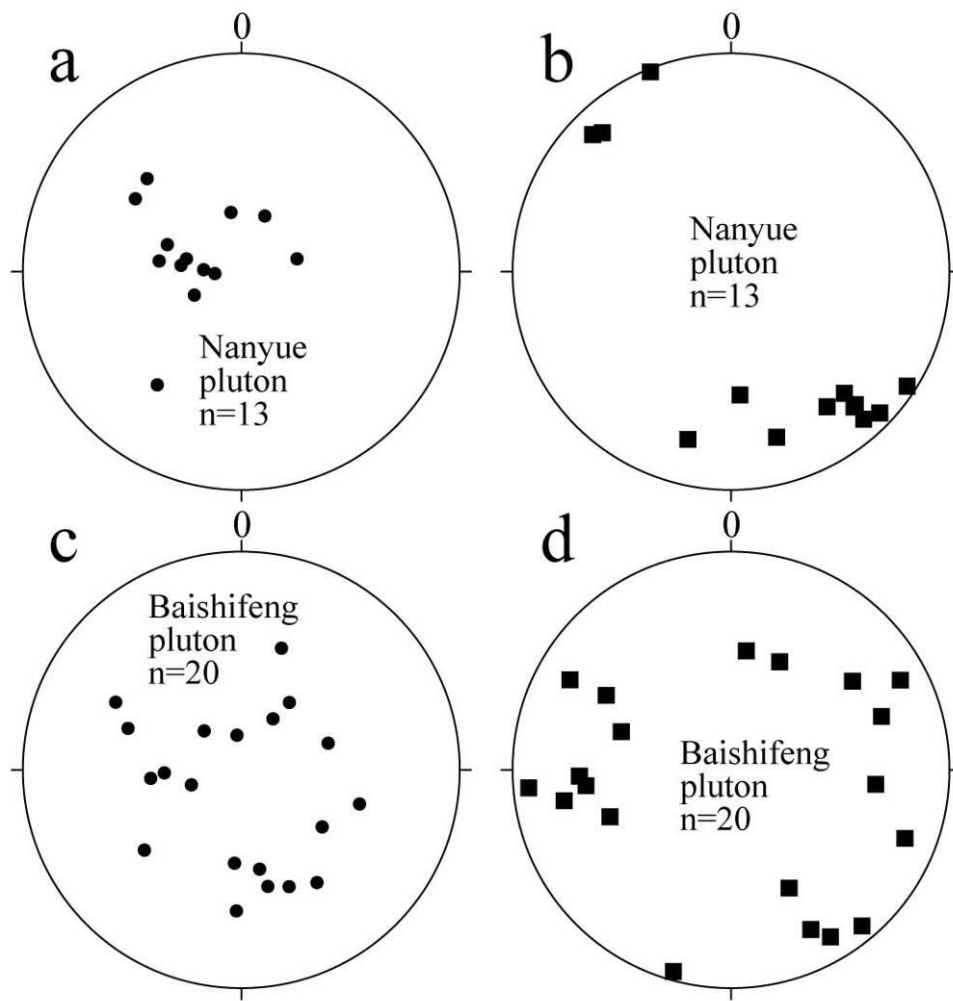 a
0
Nanyue
pluton
n=13
b
0
Nanyue
pluton
n=13
c
0
Baishifeng
pluton
n=20
d
0
Baishifeng
pluton
n=20